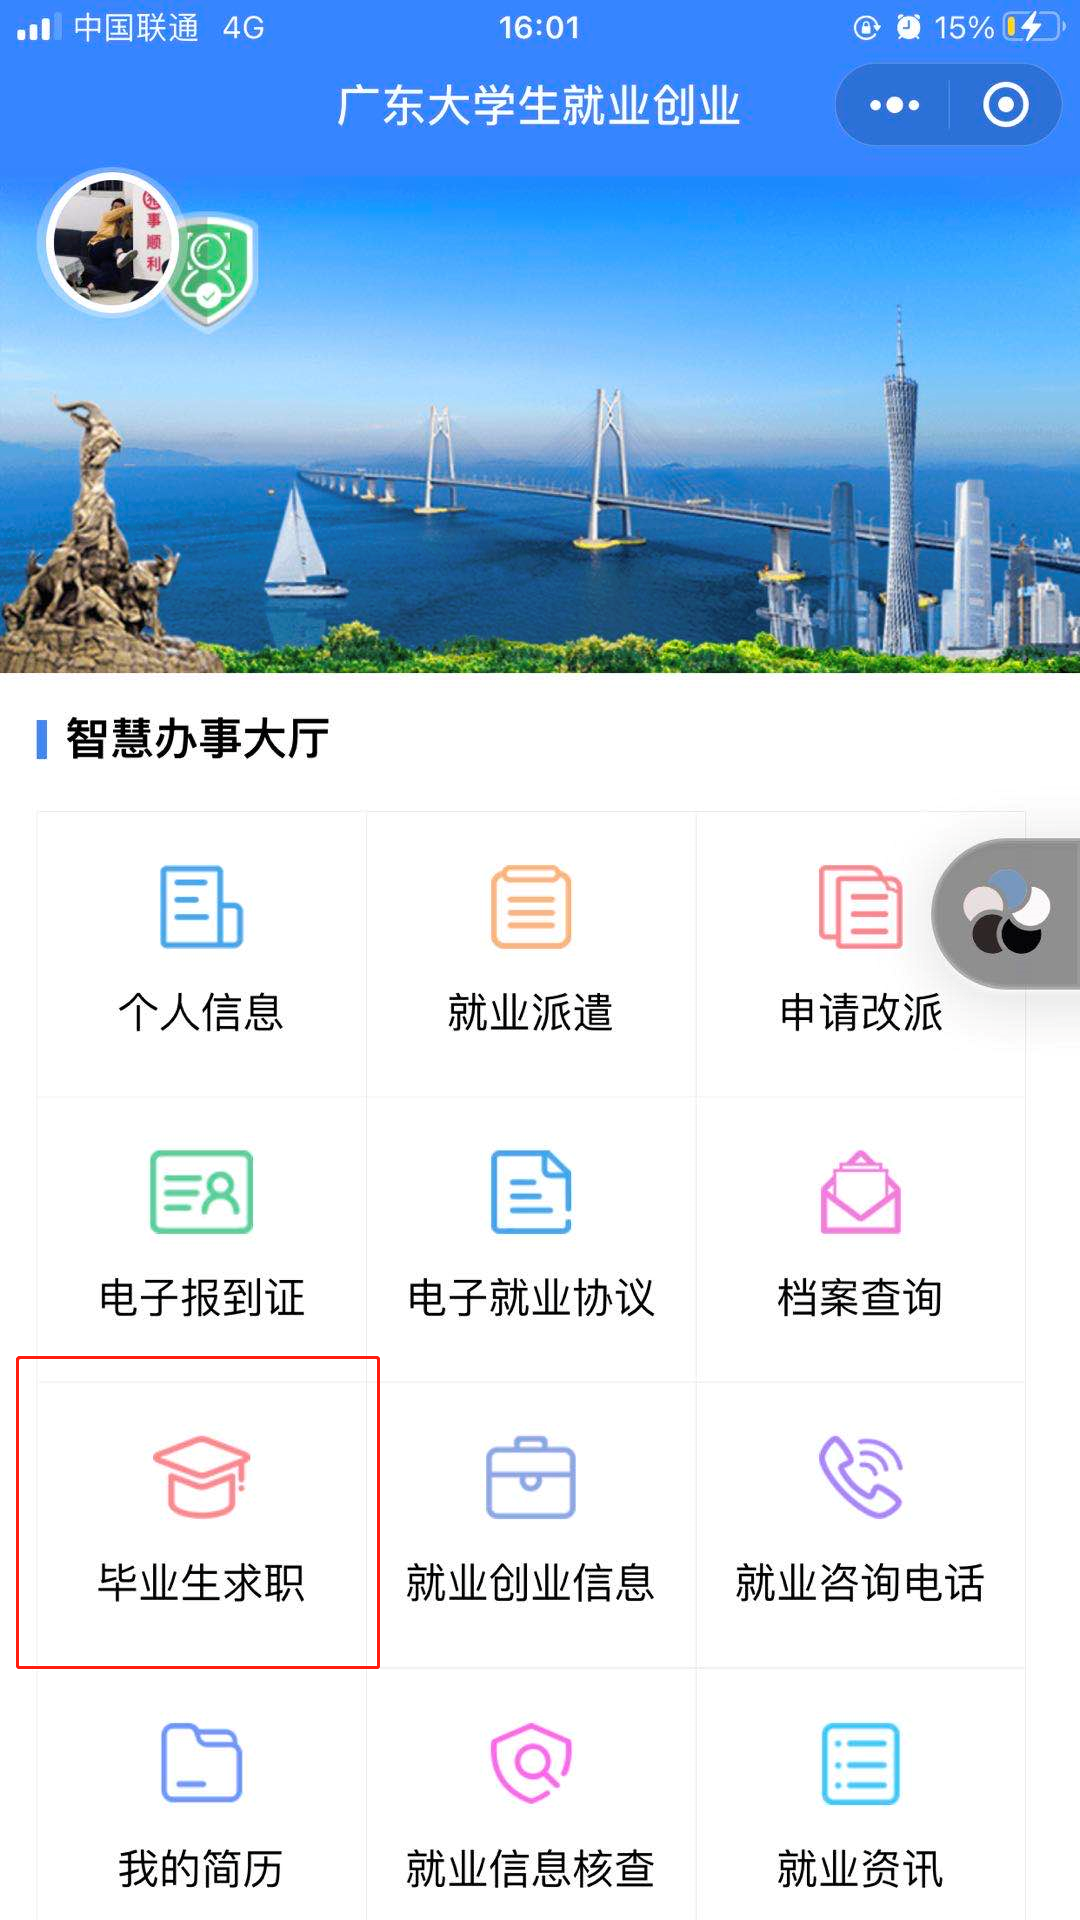 中国联通 4G 16:01 15%
广东大学生就业创业
事
顺
利
智慧办事大厅
个人信息 就业派遣 申请改派
电子报到证 电子就业协议 档案查询
毕业生求职 就业创业信息 就业咨询电话
我的简历 就业信息核查 就业资讯